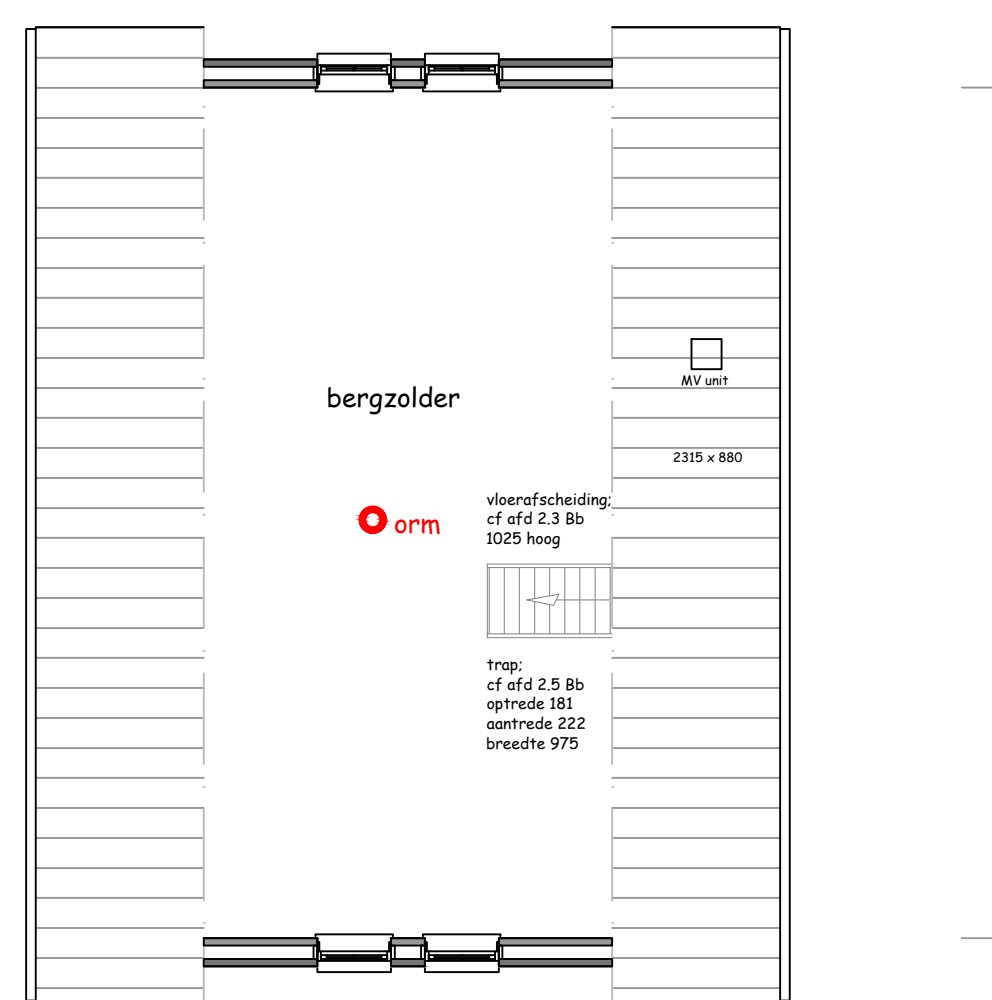 MV unit
bergzolder
2315 x 880
vloerafscheiding;
cf afd 2.3 Bb
1025 hoog
orm
trap;
cf afd 2.5 Bb
optrede 181
aantrede 222
breedte 975